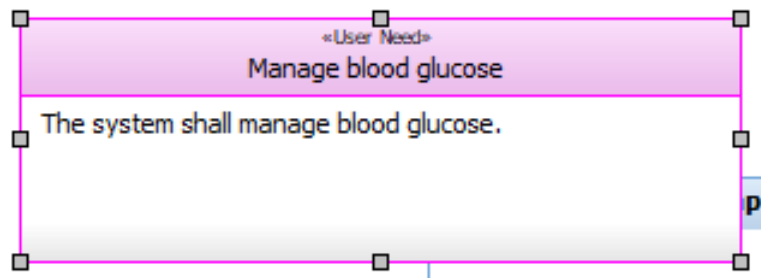 «User Need»
Manage blood glucose
The system shall manage blood glucose.